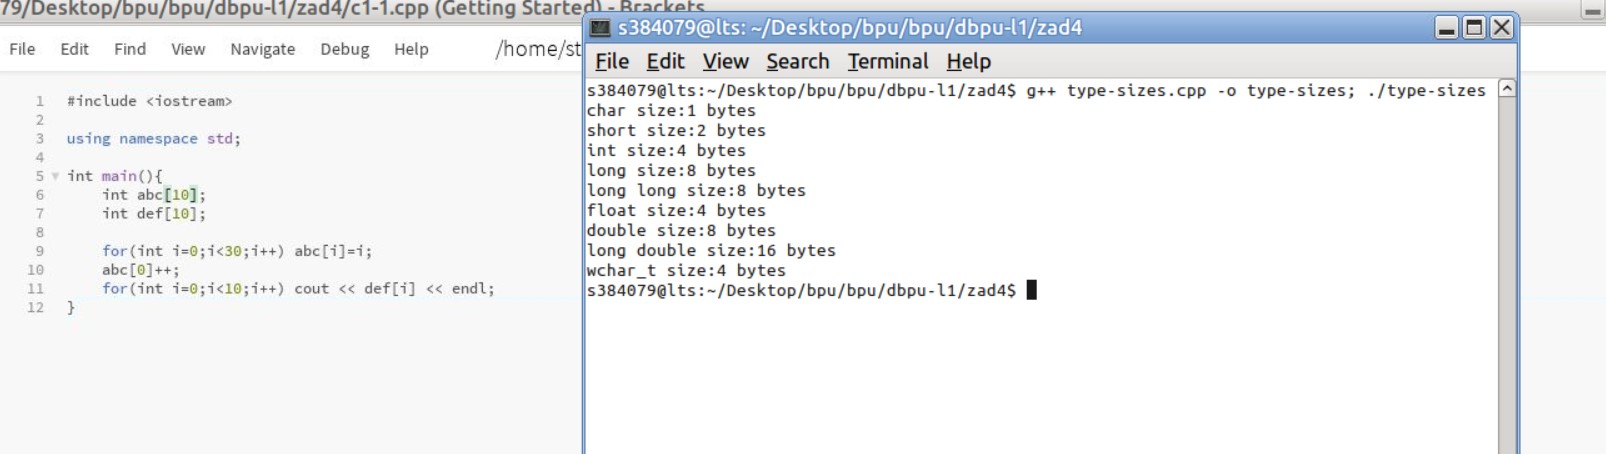 79/Desktop/bpu/bpu/dbpu-l1/zad4/c1-1.cpp (Getting Started) - Brackets
File Edit Find View Navigate Debug Help /home/st
1 #include <iostream>
2
3 using namespace std;
4
5 int main(){
6 int abc[10];
7 int def[10];
8
9 for(int i=0;i<30;i++) abc[i]=i;
10 abc[0]++;
11 for(int i=0;i<10;i++) cout << def[i] << endl;
12 }
s384079@lts: ~/Desktop/bpu/bpu/dbpu-l1/zad4
File Edit View Search Terminal Help
s384079@lts:~/Desktop/bpu/bpu/dbpu-l1/zad4$ g++ type-sizes.cpp -o type-sizes; ./type-sizes
char size:1 bytes
short size:2 bytes
int size:4 bytes
long size:8 bytes
long long size:8 bytes
float size:4 bytes
double size:8 bytes
long double size:16 bytes
wchar_t size:4 bytes
s384079@lts:~/Desktop/bpu/bpu/dbpu-l1/zad4$